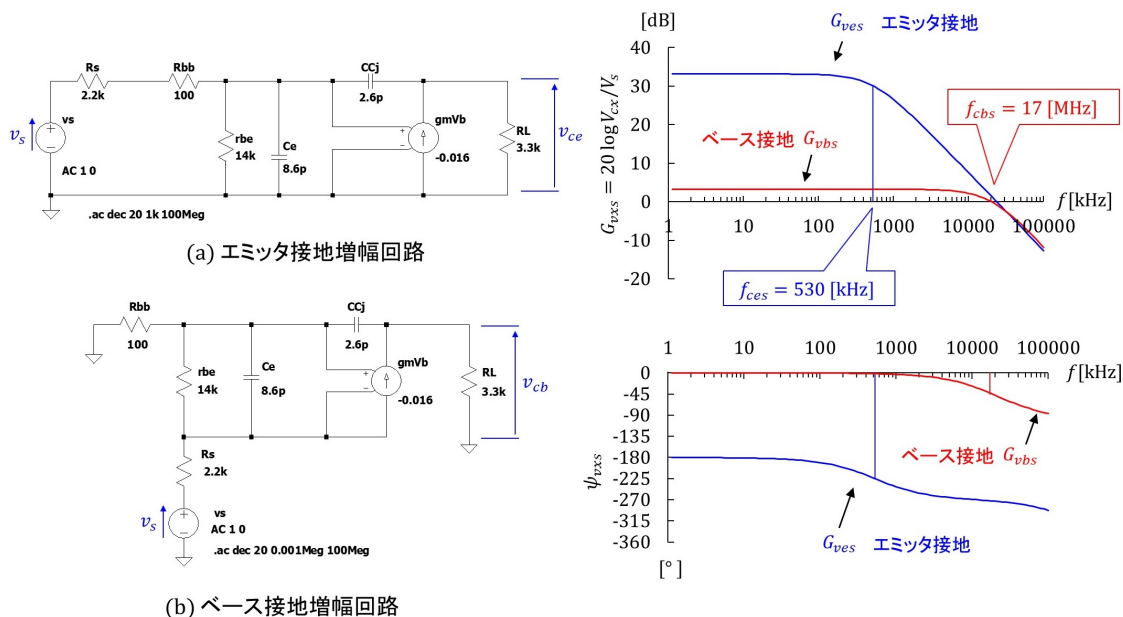 Rs
2.2k
Rbb
100
CCj
2.6p
gmVb
-0.016
RL
3.3k
v_ce
vs
v_s
AC 1 0
rbe
14k
Ce
8.6p
.ac dec 20 1k 100Meg
(a) エミッタ接地増幅回路
Rbb
100
CCj
2.6p
gmVb
-0.016
RL
3.3k
v_cb
rbe
14k
Ce
8.6p
Rs
2.2k
vs
v_s
AC 1 0
.ac dec 20 0.001Meg 100Meg
(b) ベース接地増幅回路
[dB]
G_ves エミッタ接地
40
30
20
10
0
-10
-20
G_vxs = 20 log V_cx/V_s
f_cbs = 17 [MHz]
ベース接地 G_vbs
f[kHz]
1 10 100 1000 10000 100000
f_ces = 530 [kHz]
1 10 100 1000 10000 100000
f[kHz]
0
-45
-90
-135
-180
-225
-270
-315
-360
ψ_vxs
[°]
ベース接地 G_vbs
G_ves エミッタ接地